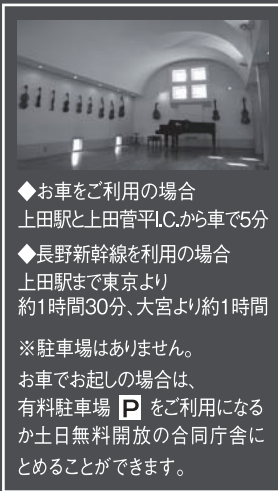 ◆お車をご利用の場合
上田駅と上田菅平I.C.から車で5分
◆長野新幹線を利用の場合
上田駅まで東京より
約1時間30分、大宮より約1時間
※駐車場はありません。
お車でお起しの場合は、
有料駐車場 P をご利用になる
か土日無料開放の合同庁舎に
とめることができます。